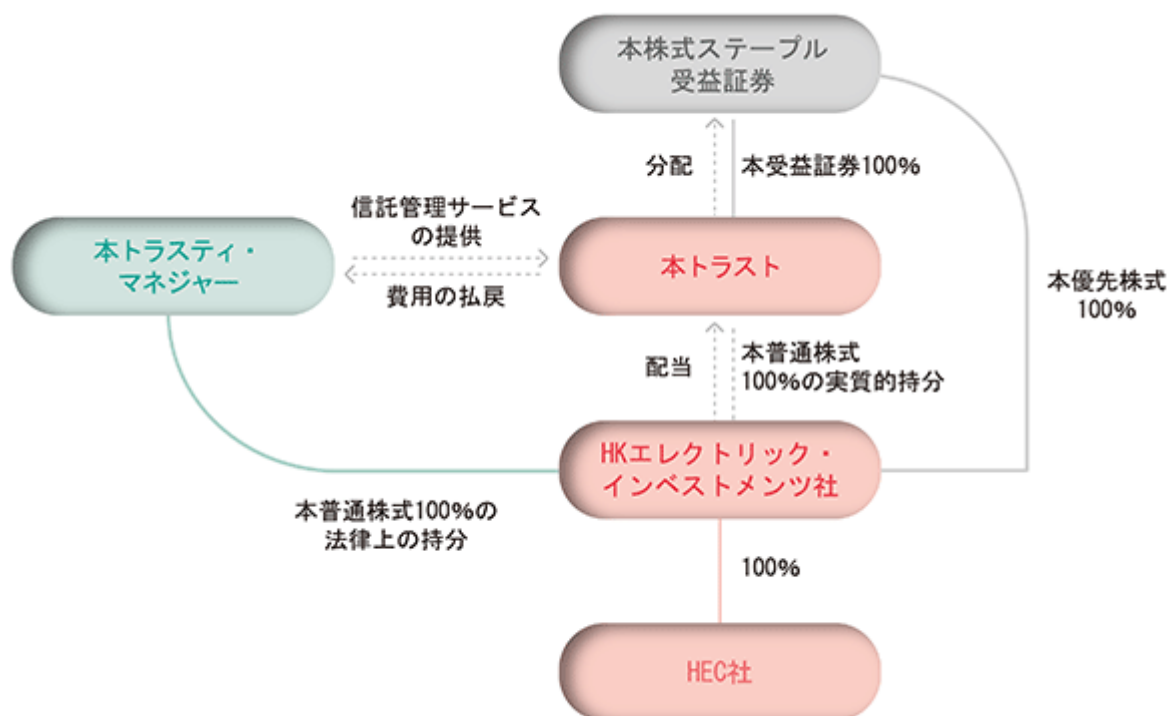 本株式ステープル
受益証券
分配
本受益証券100%
信託管理サービス
の提供
本トラスティ・
マネジャー
本トラスト
費用の払戻
本優先株式
100%
配当
本普通株式
100%の実質的持分
HKエレクトリック・
インベストメンツ社
本普通株式100%の
法律上の持分
100%
HEC社